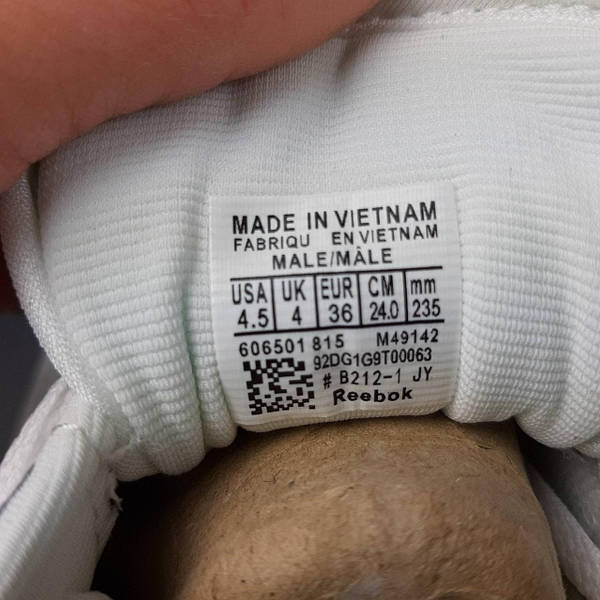 MADE IN VIETNAM
FABRIQU EN VIETNAM
MALE/MÂLE
USA UK EUR CM mm
4.5 4 36 24.0 235
606501 815 M49142
92DG1G9T00063
# B212-1 JY
Reebok